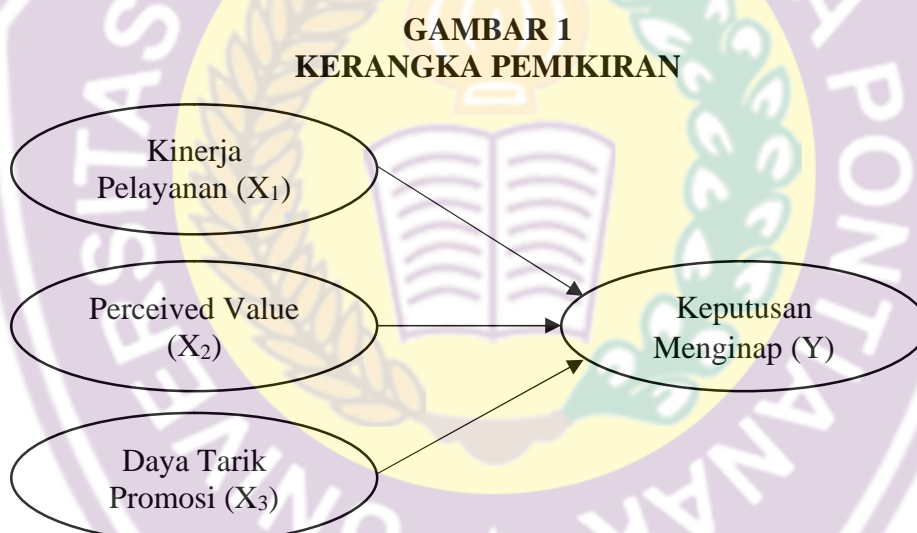 GAMBAR 1
KERANGKA PEMIKIRAN
Kinerja
Pelayanan (X₁)
Perceived Value
(X₂)
Daya Tarik
Promosi (X₃)
Keputusan
Menginap (Y)